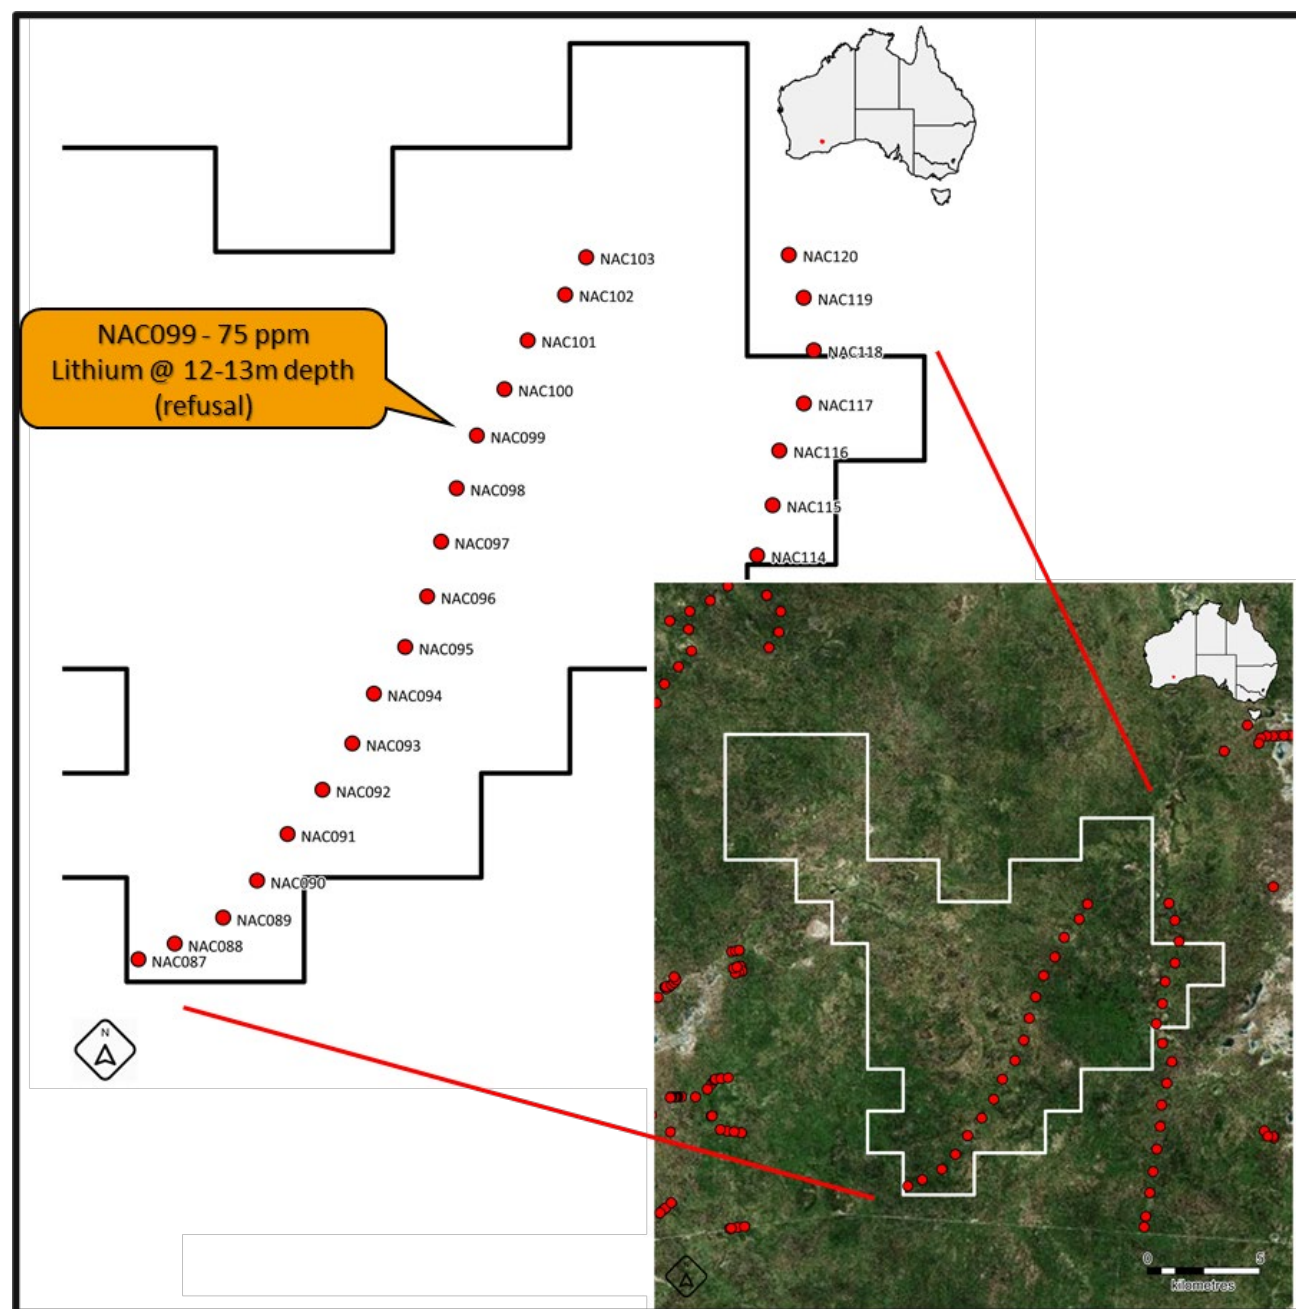 NAC103
NAC120
NAC102
NAC119
NAC099 - 75 ppm
Lithium @ 12-13m depth
(refusal)
NAC101
NAC118
NAC100
NAC117
NAC099
NAC116
NAC098
NAC115
NAC097
NAC114
NAC096
NAC095
NAC094
NAC093
NAC092
NAC091
NAC090
NAC089
NAC088
NAC087
N
0 5
kilometres